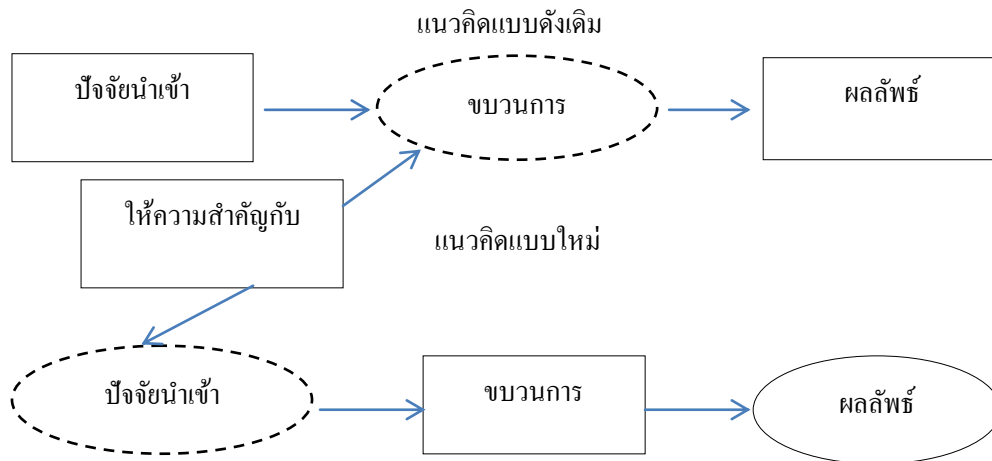 แนวคิดแบบดังเดิม
ปัจจัยนำเข้า
ขบวนการ
ผลลัพธ์
ให้ความสำคัญกับ
แนวคิดแบบใหม่
ปัจจัยนำเข้า
ขบวนการ
ผลลัพธ์